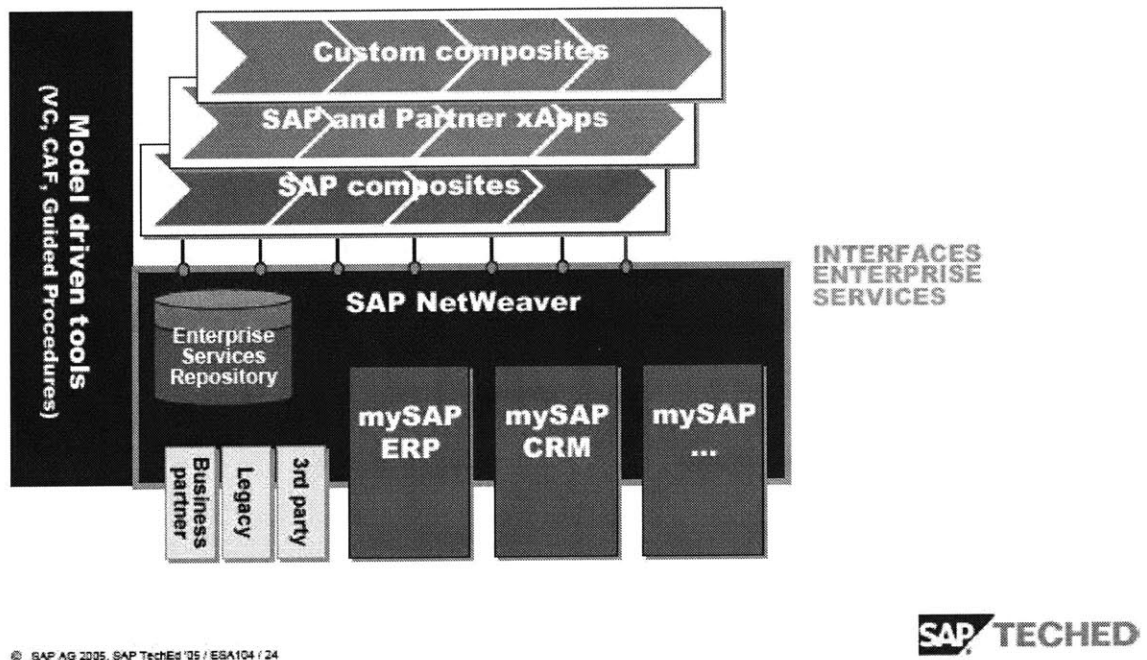 Model driven tools
(VC, CAF, Guided Procedures)
Custom composites
SAP and Partner xApps
SAP composites
INTERFACES
ENTERPRISE
SERVICES
SAP NetWeaver
Enterprise
Services
Repository
Business
partner
Legacy
3rd party
mySAP
ERP
mySAP
CRM
mySAP
...
© SAP AG 2005, SAP TechEd '05 / ESA104 / 24
SAP TECHED